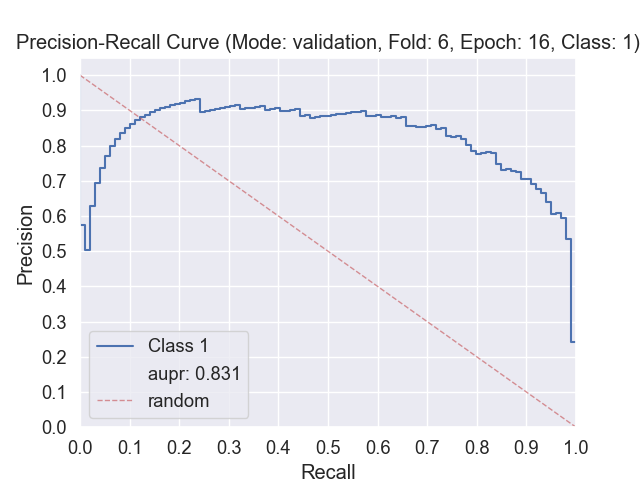 Precision-Recall Curve (Mode: validation, Fold: 6, Epoch: 16, Class: 1)
1.0
0.9
0.8
0.7
0.6
0.5
0.4
0.3
0.2
0.1
0.0
Precision
Class 1
aupr: 0.831
random
0.0 0.1 0.2 0.3 0.4 0.5 0.6 0.7 0.8 0.9 1.0
Recall